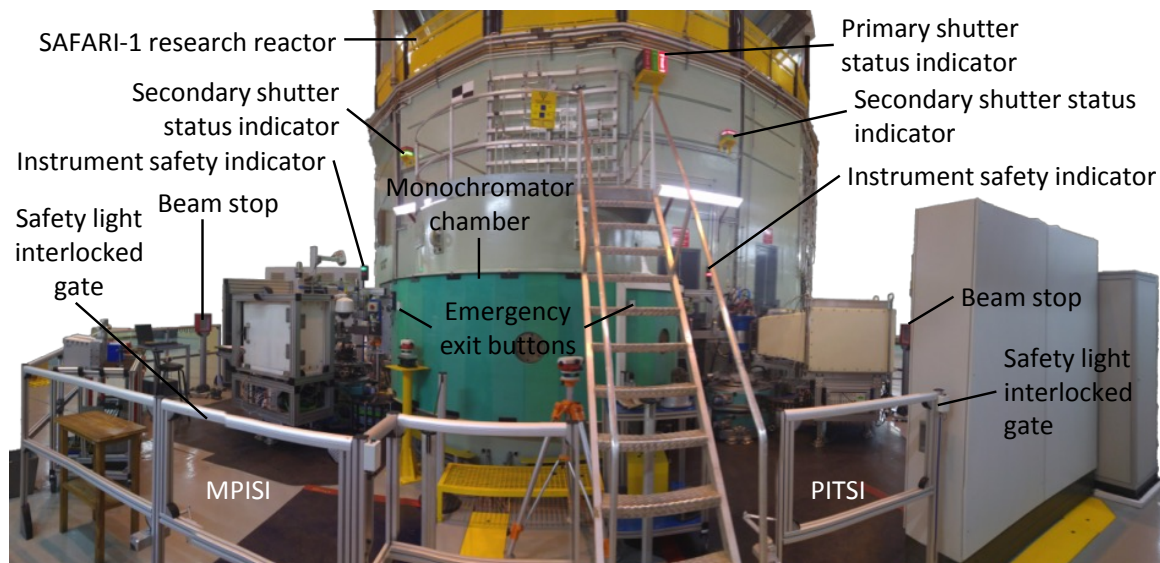 SAFARI-1 research reactor
Primary shutter
status indicator
Secondary shutter
status indicator
Secondary shutter status
indicator
Instrument safety indicator
Instrument safety indicator
Safety light
interlocked
gate
Beam stop
Monochromator
chamber
Emergency
exit buttons
Beam stop
Safety light
interlocked
gate
MPISI
PITSI